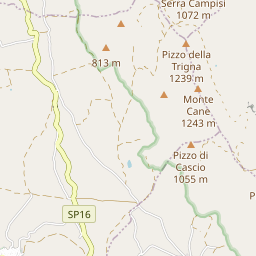 Serra Campisi
1072 m
Pizzo della
Trigna
1239 m
813 m
Monte
Cane
1243 m
Pizzo di
Cascio
1055 m
P
SP16